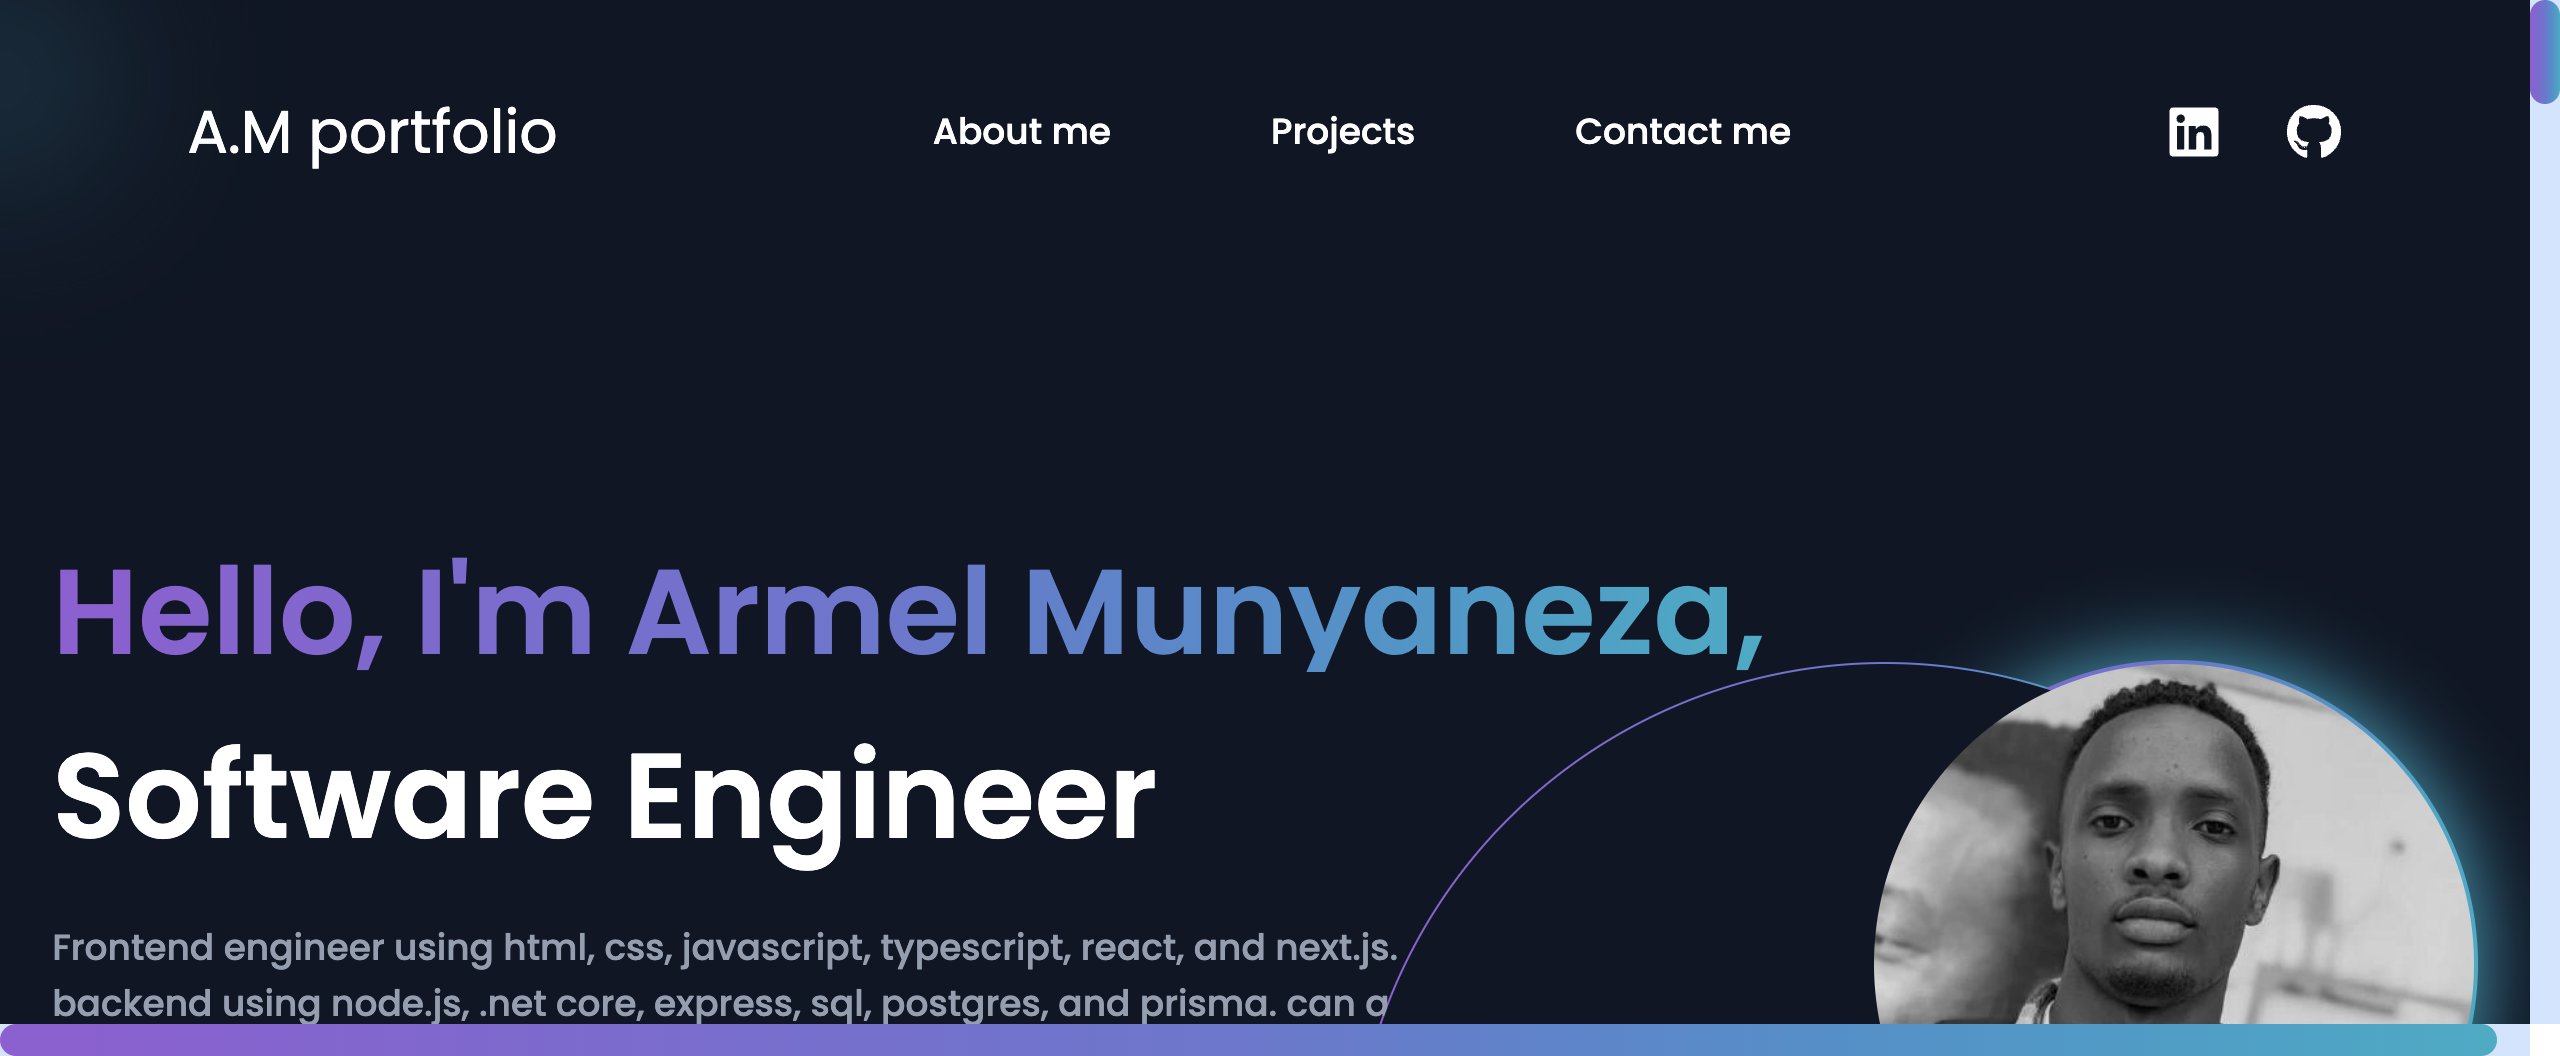 A.M portfolio
About me
Projects
Contact me
Hello, I'm Armel Munyaneza,
Software Engineer
Frontend engineer using html, css, javascript, typescript, react, and next.js.
backend using node.js, .net core, express, sql, postgres, and prisma. can a